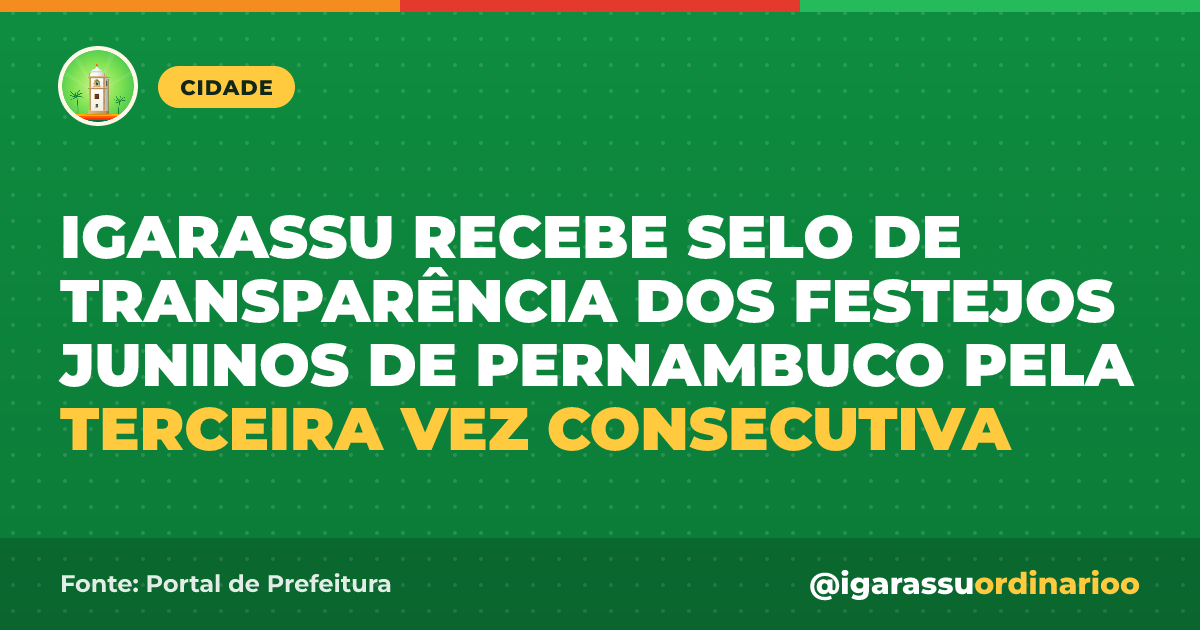 CIDADE
IGARASSU RECEBE SELO DE
TRANSPARÊNCIA DOS FESTEJOS
JUNINOS DE PERNAMBUCO PELA
TERCEIRA VEZ CONSECUTIVA
Fonte: Portal de Prefeitura
@igarassuordinarioo